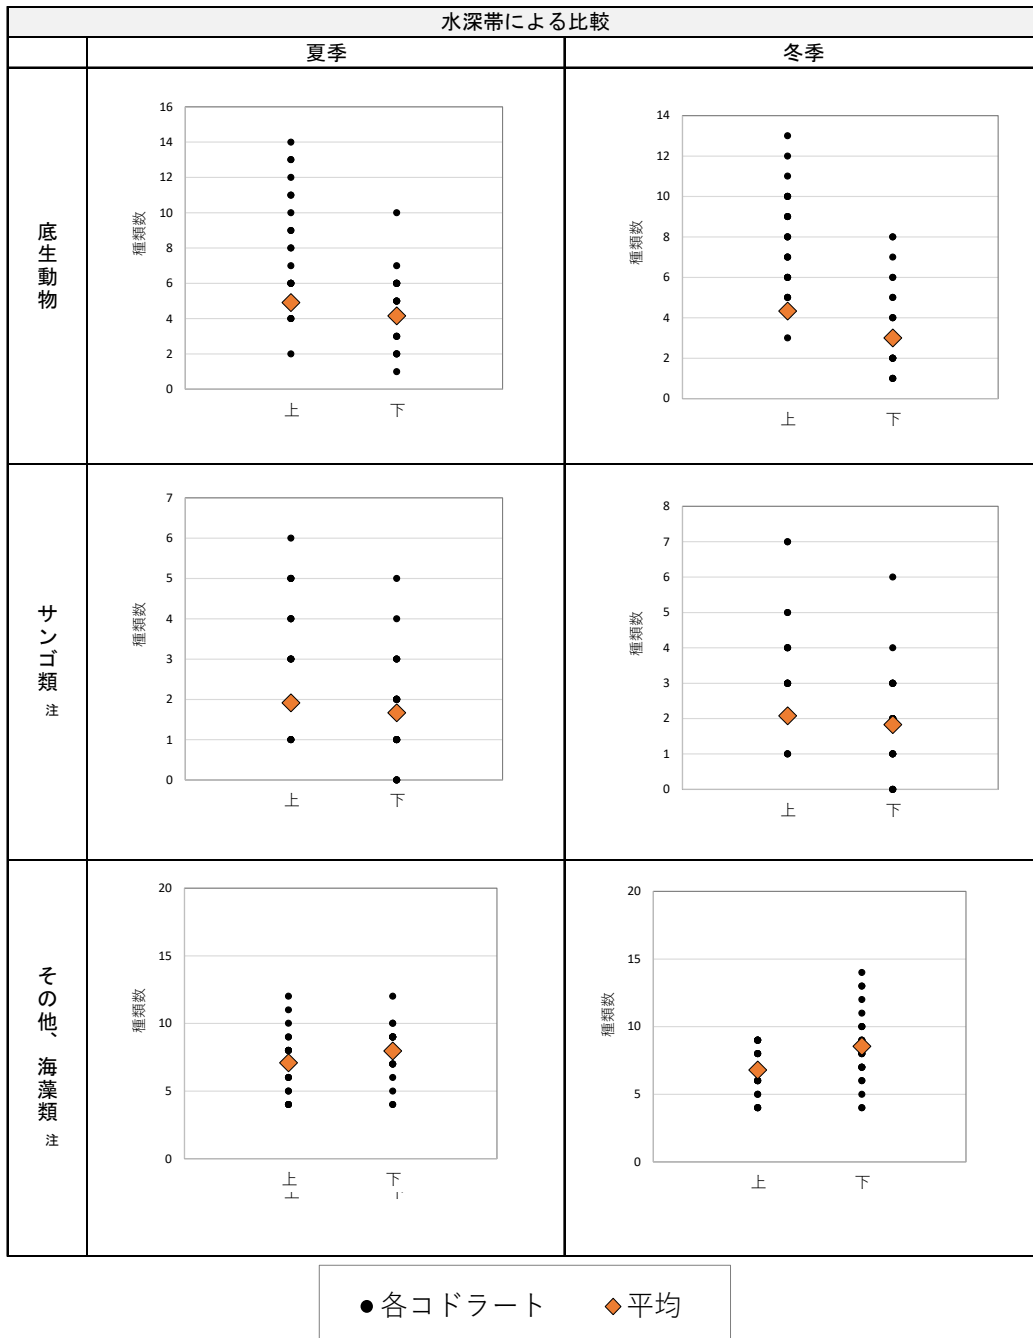 水深帯による比較
夏季
冬季
底生動物
種類数
16
14
12
10
8
6
4
2
0
上
下
種類数
14
12
10
8
6
4
2
0
上
下
サンゴ類 注
種類数
7
6
5
4
3
2
1
0
上
下
種類数
8
7
6
5
4
3
2
1
0
上
下
その他、海藻類 注
種類数
20
15
10
5
0
上
下
種類数
20
15
10
5
0
上
下
各コドラート
平均